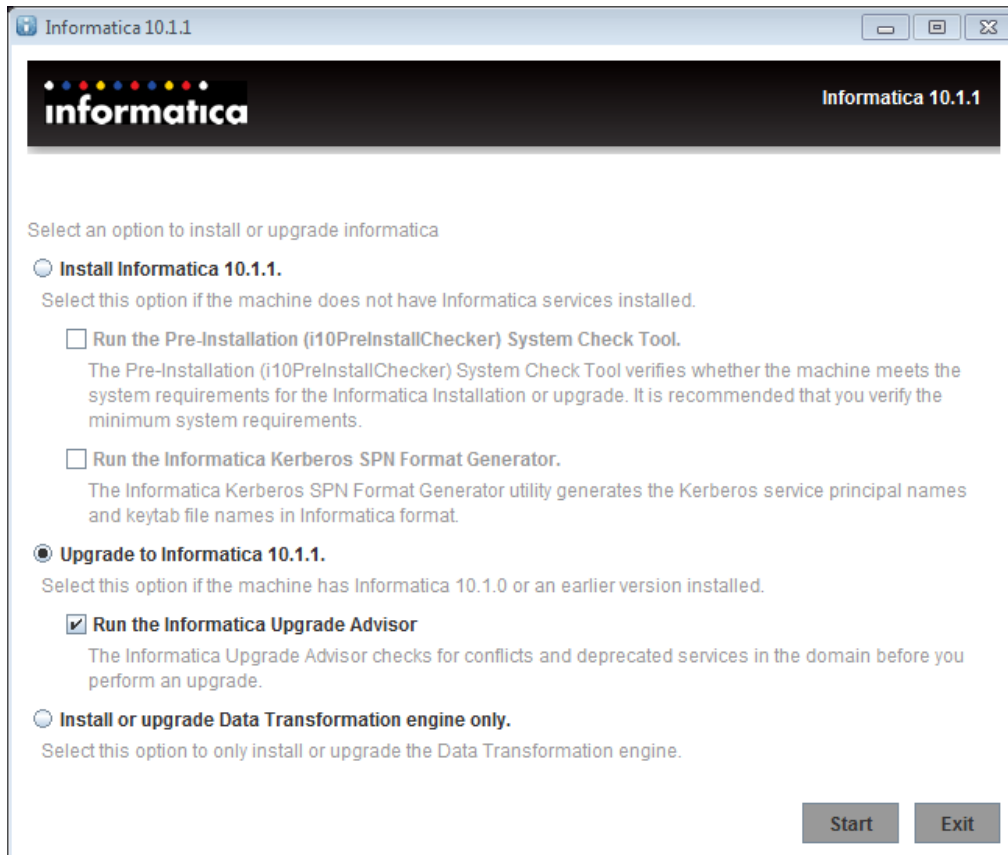 Informatica 10.1.1
informatica
Informatica 10.1.1
Select an option to install or upgrade informatica
Install Informatica 10.1.1.
Select this option if the machine does not have Informatica services installed.
Run the Pre-Installation (i10PreInstallChecker) System Check Tool.
The Pre-Installation (i10PreInstallChecker) System Check Tool verifies whether the machine meets the
system requirements for the Informatica Installation or upgrade. It is recommended that you verify the
minimum system requirements.
Run the Informatica Kerberos SPN Format Generator.
The Informatica Kerberos SPN Format Generator utility generates the Kerberos service principal names
and keytab file names in Informatica format.
Upgrade to Informatica 10.1.1.
Select this option if the machine has Informatica 10.1.0 or an earlier version installed.
Run the Informatica Upgrade Advisor
The Informatica Upgrade Advisor checks for conflicts and deprecated services in the domain before you
perform an upgrade.
Install or upgrade Data Transformation engine only.
Select this option to only install or upgrade the Data Transformation engine.
Start Exit